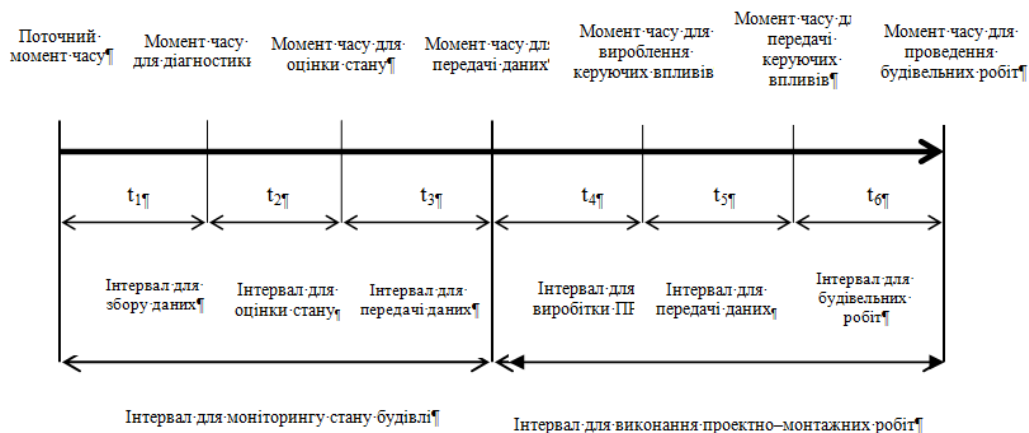 Поточний·
момент·часу¶
Момент·часу·
для·діагностики
Момент·часу·для·
оцінки·стану¶
Момент·часу·для
передачі·даних¶
Момент·часу·для·
вироблення·
керуючих·впливів
Момент·часу·д
передачі·
керуючих·
впливів¶
Момент·часу·для·
проведення·
будівельних·робіт¶
t₁¶
t₂¶
t₃¶
t₄¶
t₅¶
t₆¶
Інтервал·для·
збору·даних¶
Інтервал·для·
оцінки·стану¶
Інтервал·для·
передачі·даних¶
Інтервал·для·
виробітки·ПР
Інтервал·для·
передачі·даних¶
Інтервал·для·
будівельних·
робіт¶
Інтервал·для·моніторингу·стану·будівлі¶
Інтервал·для·виконання·проектно–монтажних·робіт¶